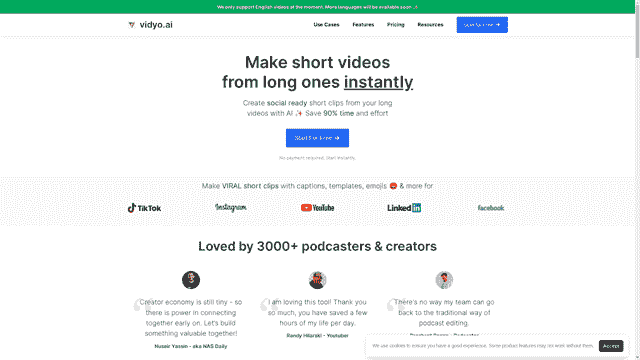 We only support English videos at the moment. More languages will be available soon
vidyo.ai
Use Cases
Features
Pricing
Resources
Make short videos
from long ones instantly
Create social ready short clips from your long
videos with AI ✨ Save 90% time and effort
No payment required. Start instantly.
Make VIRAL short clips with captions, templates, emojis 🤩 & more for
TikTok
Instagram
YouTube
LinkedIn
facebook
Loved by 3000+ podcasters & creators
Creator economy is still tiny - so
there is power in connecting
together early on. Let's build
something valuable together!
Nuseir Yassin - aka NAS Daily
I am loving this tool! Thank you
so much, you have saved a few
hours of my life per day.
Randy Hilarski - Youtuber
There's no way my team can go
back to the traditional way of
podcast editing.
We use cookies to ensure you have a good experience. Some product features may not work without them.
Accept